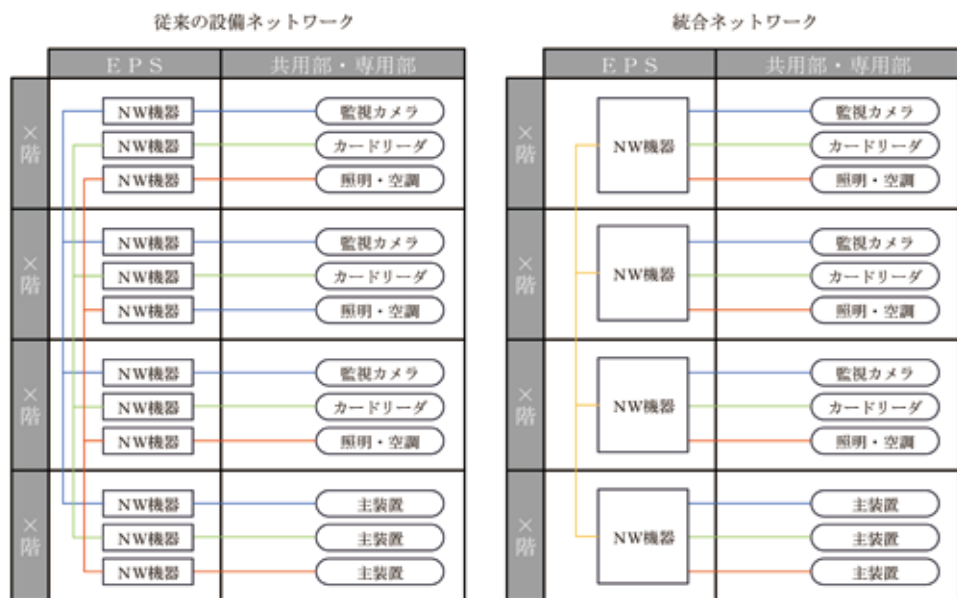 従来の設備ネットワーク
EPS 共用部・専用部
×階
NW機器 監視カメラ
NW機器 カードリーダ
NW機器 照明・空調
×階
NW機器 監視カメラ
NW機器 カードリーダ
NW機器 照明・空調
×階
NW機器 監視カメラ
NW機器 カードリーダ
NW機器 照明・空調
×階
NW機器 主装置
NW機器 主装置
NW機器 主装置
統合ネットワーク
EPS 共用部・専用部
×階
NW機器
監視カメラ
カードリーダ
照明・空調
×階
NW機器
監視カメラ
カードリーダ
照明・空調
×階
NW機器
監視カメラ
カードリーダ
照明・空調
×階
NW機器
主装置
主装置
主装置